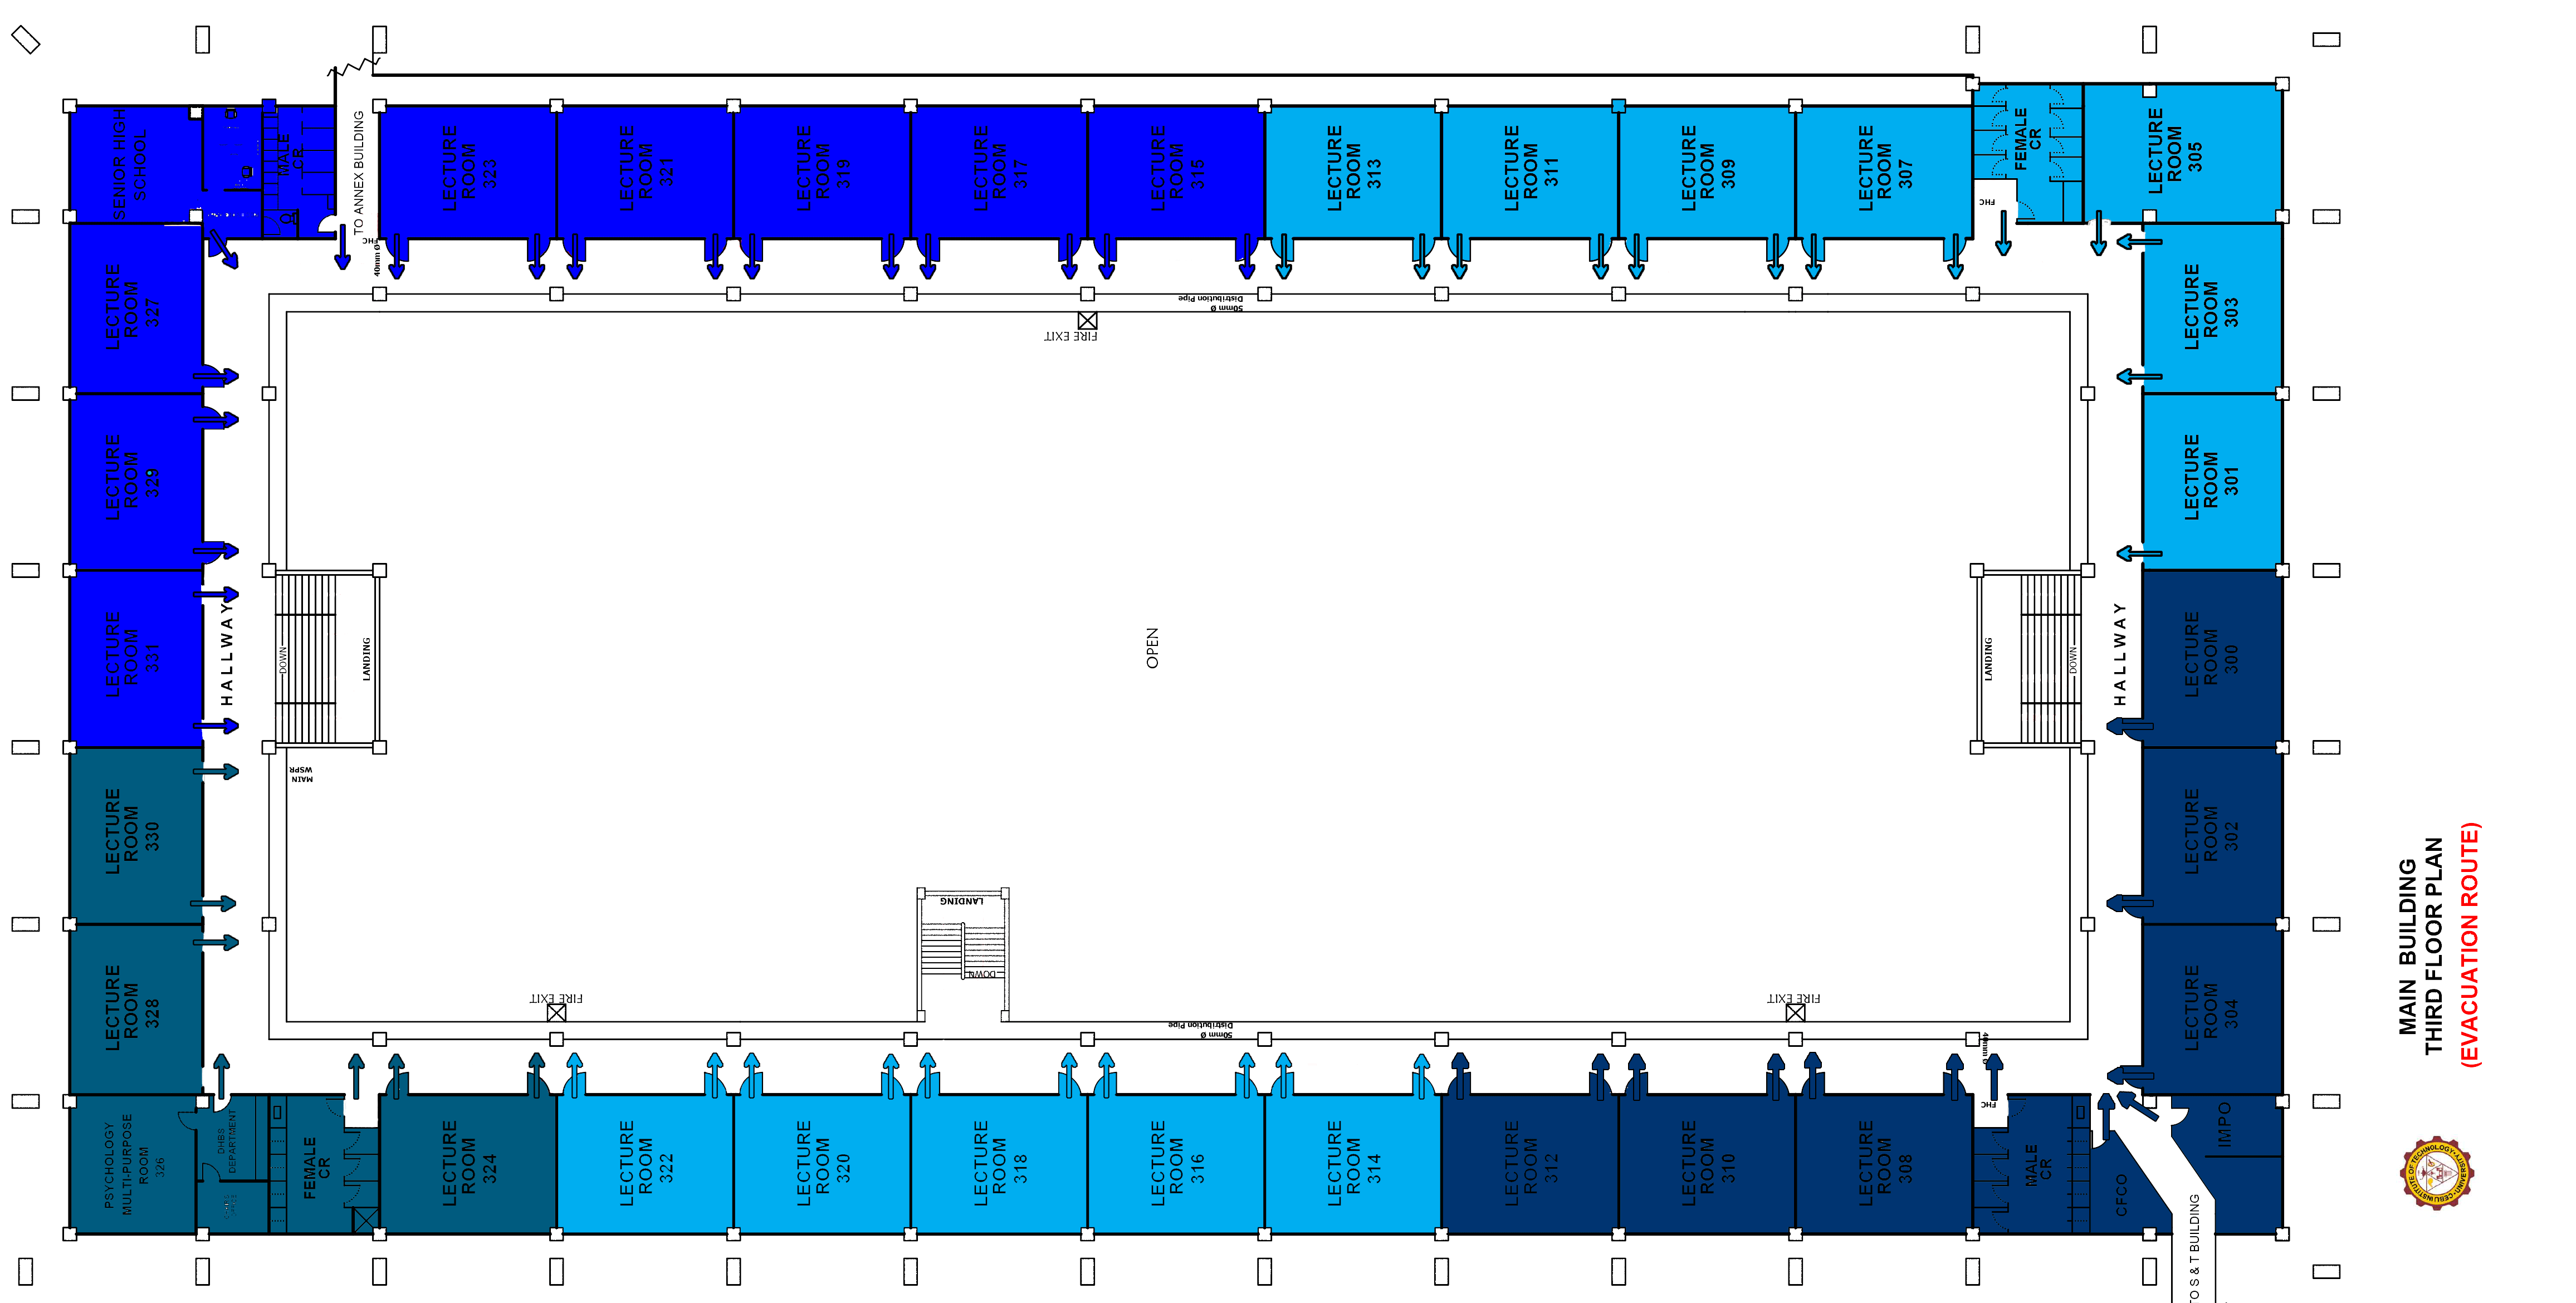 SENIOR HIGH
SCHOOL
MALE
CR
TO ANNEX BUILDING
FHC
40mm Ø
LECTURE
ROOM
323
LECTURE
ROOM
321
LECTURE
ROOM
319
LECTURE
ROOM
317
LECTURE
ROOM
315
LECTURE
ROOM
313
LECTURE
ROOM
311
LECTURE
ROOM
309
LECTURE
ROOM
307
FEMALE
CR
FHC
LECTURE
ROOM
305
LECTURE
ROOM
327
LECTURE
ROOM
329
LECTURE
ROOM
331
LECTURE
ROOM
330
LECTURE
ROOM
328
HALLWAY
DOWN
LANDING
MAIN
WSPR
50mm Ø
Distribution Pipe
FIRE EXIT
OPEN
LANDING
DOWN
FIRE EXIT
FIRE EXIT
50mm Ø
Distribution Pipe
LANDING
DOWN
HALLWAY
LECTURE
ROOM
303
LECTURE
ROOM
301
LECTURE
ROOM
300
LECTURE
ROOM
302
LECTURE
ROOM
304
PSYCHOLOGY
MULTI-PURPOSE
ROOM
326
DHBS
DEPARTMENT
FEMALE
CR
LECTURE
ROOM
324
LECTURE
ROOM
322
LECTURE
ROOM
320
LECTURE
ROOM
318
LECTURE
ROOM
316
LECTURE
ROOM
314
LECTURE
ROOM
312
LECTURE
ROOM
310
LECTURE
ROOM
308
FHC
MALE
CR
CFCO
IMPO
TO S & T BUILDING
MAIN BUILDING
THIRD FLOOR PLAN
(EVACUATION ROUTE)
CEBU INSTITUTE OF TECHNOLOGY
UNIVERSITY